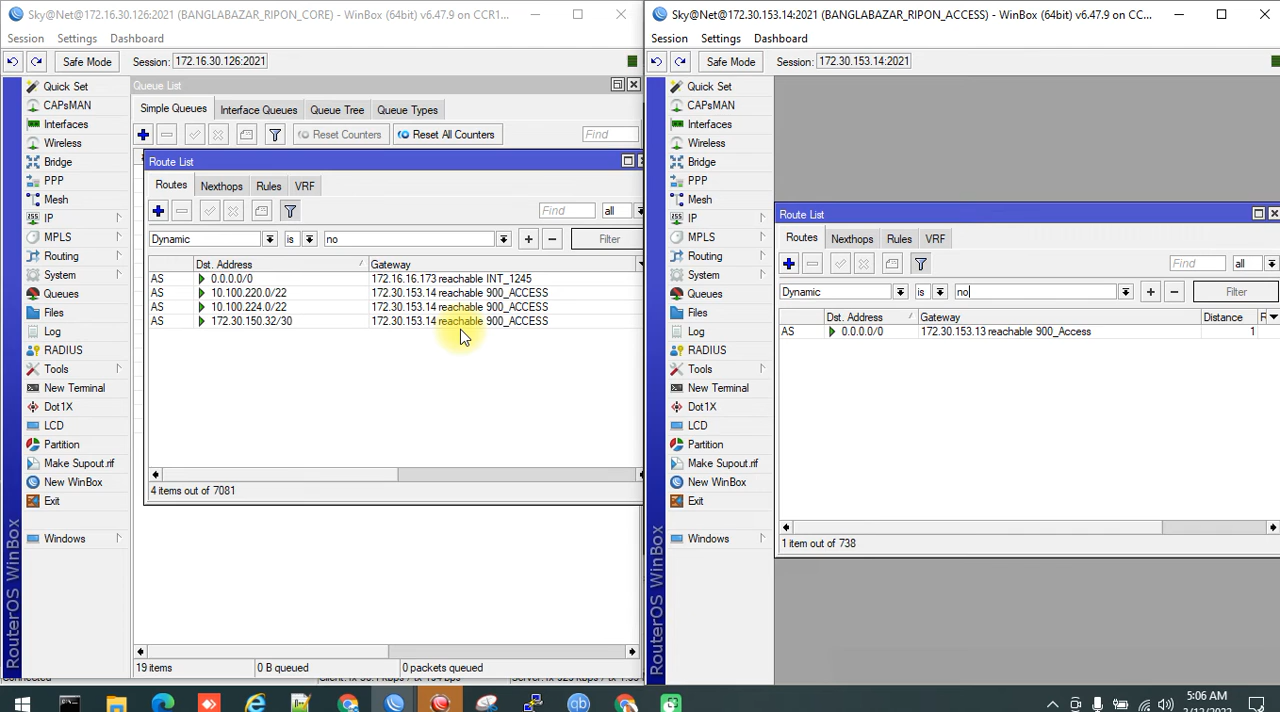 Sky@Net@172.16.30.126:2021 (BANGLABAZAR_RIPON_CORE) - WinBox (64bit) v6.47.9 on CCR1...
Session Settings Dashboard
Safe Mode Session: 172.16.30.126:2021
Quick Set
CAPsMAN
Interfaces
Wireless
Bridge
PPP
Mesh
IP
MPLS
Routing
System
Queues
Files
Log
RADIUS
Tools
New Terminal
Dot1X
LCD
Partition
Make Supout.rif
New WinBox
Exit
Windows
RouterOS WinBox
Queue List
Simple Queues Interface Queues Queue Tree Queue Types
Reset Counters Reset All Counters Find
Route List
Routes Nexthops Rules VRF
Find all
Dynamic is no Filter
Dst. Address Gateway
AS 0.0.0.0/0 172.16.16.173 reachable INT_1245
AS 10.100.220.0/22 172.30.153.14 reachable 900_ACCESS
AS 10.100.224.0/22 172.30.153.14 reachable 900_ACCESS
AS 172.30.150.32/30 172.30.153.14 reachable 900_ACCESS
4 items out of 7081
19 items 0 B queued 0 packets queued
Sky@Net@172.30.153.14:2021 (BANGLABAZAR_RIPON_ACCESS) - WinBox (64bit) v6.47.9 on CC...
Session Settings Dashboard
Safe Mode Session: 172.30.153.14:2021
Quick Set
CAPsMAN
Interfaces
Wireless
Bridge
PPP
Mesh
IP
MPLS
Routing
System
Queues
Files
Log
RADIUS
Tools
New Terminal
Dot1X
LCD
Partition
Make Supout.rif
New WinBox
Exit
Windows
RouterOS WinBox
Route List
Routes Nexthops Rules VRF
Find all
Dynamic is no Filter
Dst. Address Gateway Distance R
AS 0.0.0.0/0 172.30.153.13 reachable 900_Access 1
1 item out of 738
5:06 AM